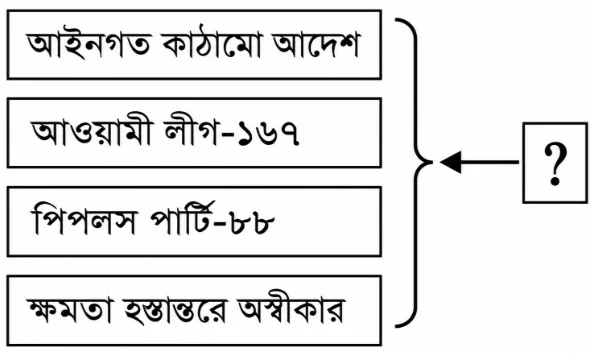 আইনগত কাঠামো আদেশ
আওয়ামী লীগ-১৬৭
পিপলস পার্টি-৮৮
ক্ষমতা হস্তান্তরে অস্বীকার
?